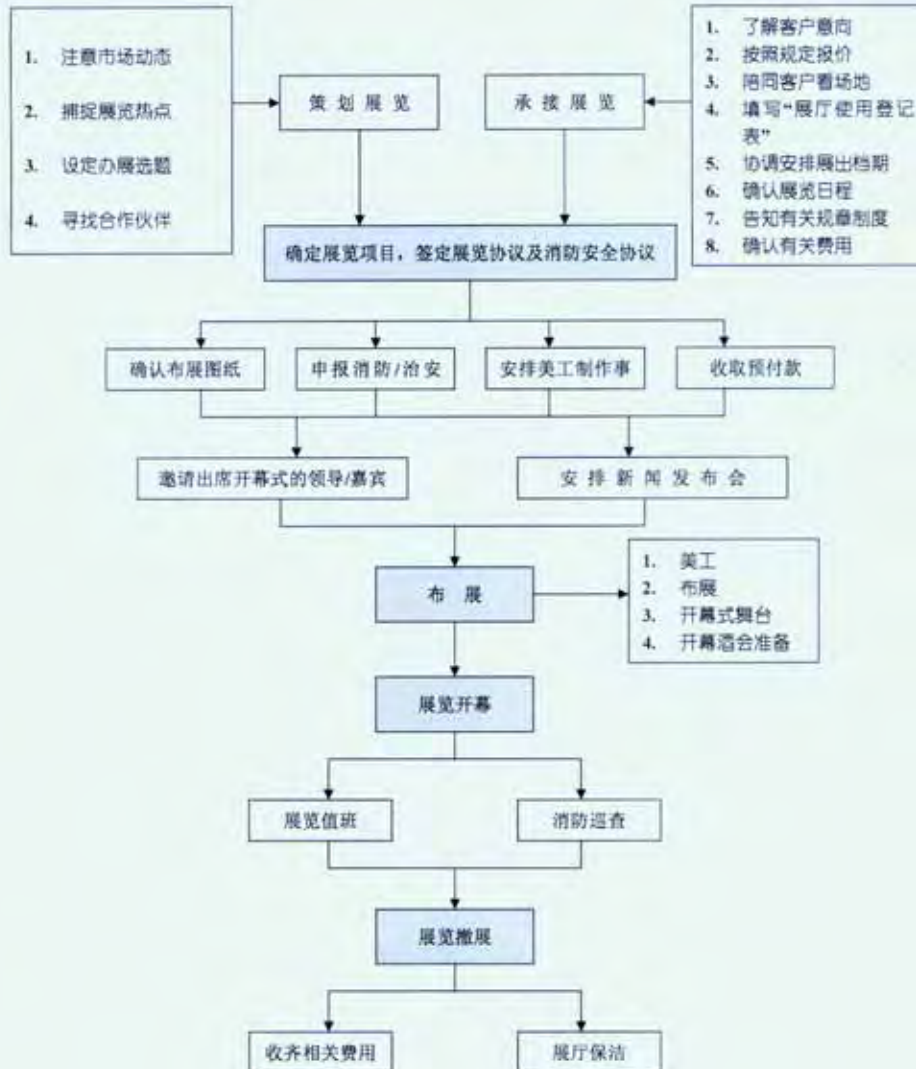 1. 注意市场动态
2. 捕捉展览热点
3. 设定办展选题
4. 寻找合作伙伴
策划展览
承接展览
1. 了解客户意向
2. 按照规定报价
3. 陪同客户看场地
4. 填写“展厅使用登记
表”
5. 协调安排展出档期
6. 确认展览日程
7. 告知有关规章制度
8. 确认有关费用
确定展览项目，签定展览协议及消防安全协议
确认布展图纸
申报消防/治安
安排美工制作事
收取预付款
邀请出席开幕式的领导/嘉宾
安排新闻发布会
布展
1. 美工
2. 布展
3. 开幕式舞台
4. 开幕酒会准备
展览开幕
展览值班
消防巡查
展览撤展
收齐相关费用
展厅保洁